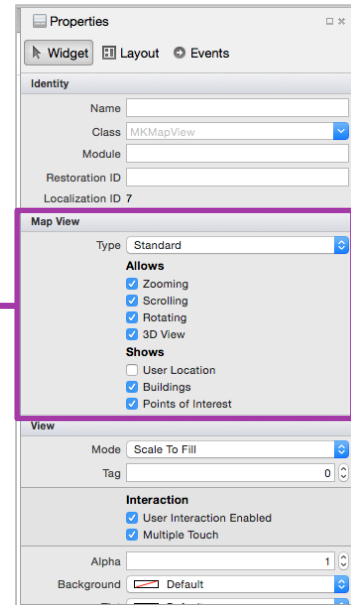 Properties
Widget Layout Events
Identity
Name
Class MKMapView
Module
Restoration ID
Localization ID 7
Map View
Type Standard
Allows
Zooming
Scrolling
Rotating
3D View
Shows
User Location
Buildings
Points of Interest
View
Mode Scale To Fill
Tag 0
Interaction
User Interaction Enabled
Multiple Touch
Alpha 1
Background Default